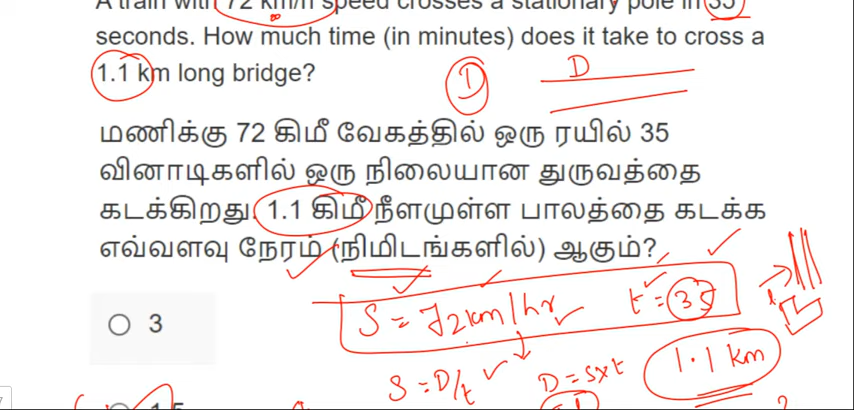 A train with 72 km/h speed crosses a stationary pole in 35
seconds. How much time (in minutes) does it take to cross a
1.1 km long bridge?
D D
மணிக்கு 72 கிமீ வேகத்தில் ஒரு ரயில் 35
வினாடிகளில் ஒரு நிலையான துருவத்தை
கடக்கிறது. 1.1 கிமீ நீளமுள்ள பாலத்தை கடக்க
எவ்வளவு நேரம் (நிமிடங்களில்) ஆகும்?
S = 72km/hr t = 35
3
1.1 km
S = D/t D = s×t
1.5